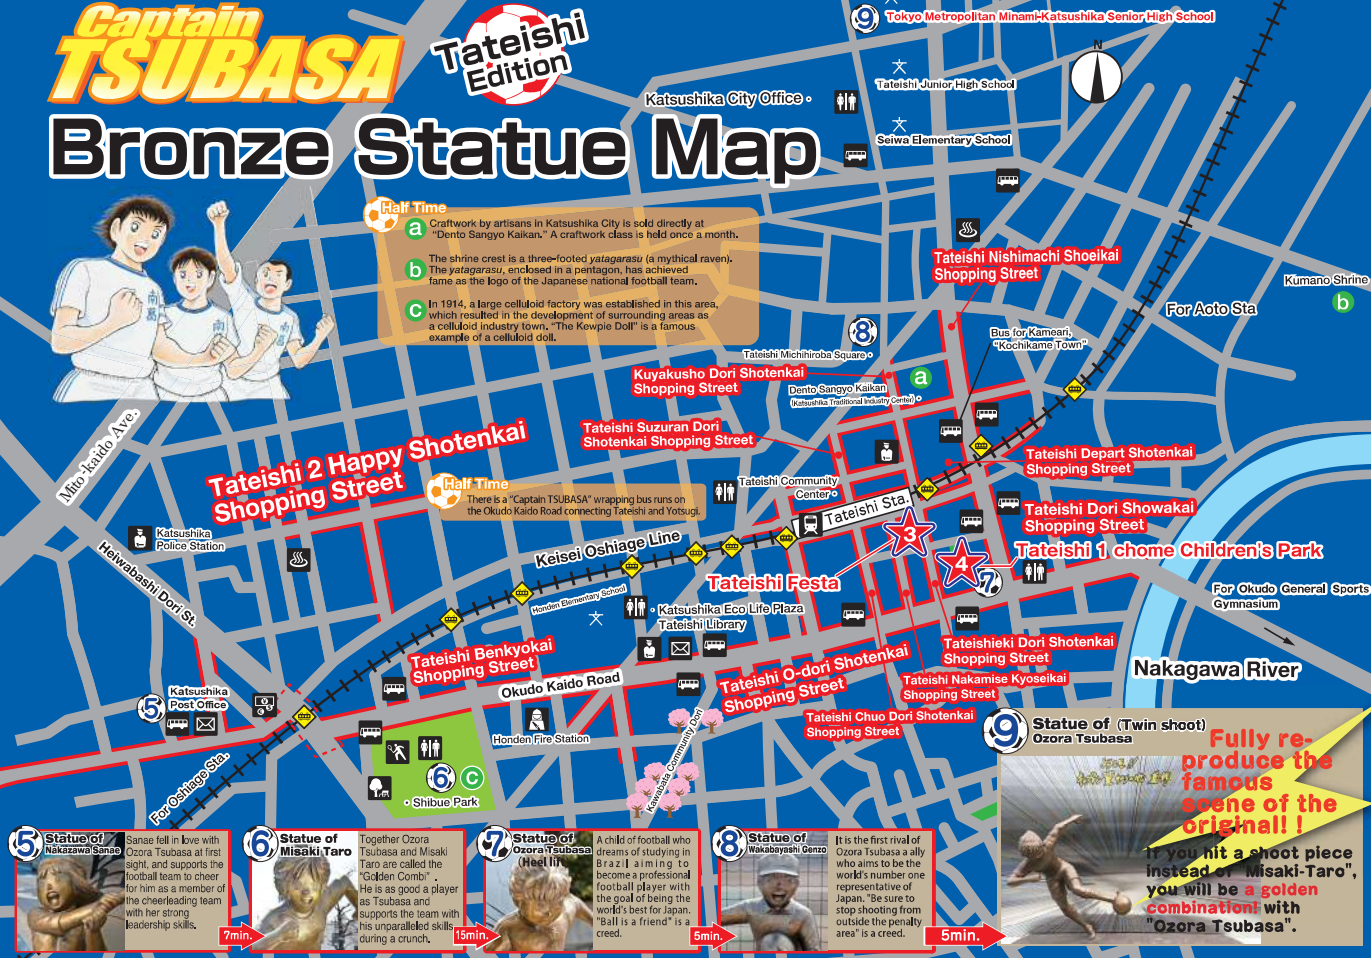 Captain
TSUBASA
Tateishi
Edition
Bronze Statue Map
9
Tokyo Metropolitan Minami-Katsushika Senior High School
N
Tateishi Junior High School
Katsushika City Office
Seiwa Elementary School
Half Time
a
Craftwork by artisans in Katsushika City is sold directly at
"Dento Sangyo Kaikan." A craftwork class is held once a month.
b
The shrine crest is a three-footed yatagarasu (a mythical raven).
The yatagarasu, enclosed in a pentagon, has achieved
fame as the logo of the Japanese national football team.
c
In 1914, a large celluloid factory was established in this area,
which resulted in the development of surrounding areas as
a celluloid industry town. "The Kewpie Doll" is a famous
example of a celluloid doll.
南葛
南葛
Tateishi Nishimachi Shoeikai
Shopping Street
Kumano Shrine
b
For Aoto Sta
Bus for Kameari,
"Kochikame Town"
8
Tateishi Michihiroba Square
Kuyakusho Dori Shotenkai
Shopping Street
a
Dento Sangyo Kaikan
(Katsushika Traditional Industry Center)
Tateishi Suzuran Dori
Shotenkai Shopping Street
Mito-kaido Ave.
Tateishi 2 Happy Shotenkai
Shopping Street
Half Time
There is a "Captain TSUBASA" wrapping bus runs on
the Okudo Kaido Road connecting Tateishi and Yotsugi.
Tateishi Community
Center
Tateishi Depart Shotenkai
Shopping Street
Tateishi Sta.
Tateishi Dori Showakai
Shopping Street
3
Tateishi 1 chome Children's Park
4
7
Tateishi Festa
Katsushika
Police Station
Heiwabashi Dori St.
Keisei Oshiage Line
Honden Elementary School
Katsushika Eco Life Plaza
Tateishi Library
For Okudo General Sports
Gymnasium
Tateishi Benkyokai
Shopping Street
Tateishi O-dori Shotenkai
Shopping Street
Tateishieki Dori Shotenkai
Shopping Street
Tateishi Nakamise Kyoseikai
Shopping Street
Tateishi Chuo Dori Shotenkai
Shopping Street
Nakagawa River
Okudo Kaido Road
5
Katsushika
Post Office
Honden Fire Station
Kawabata Community Dori
For Oshiage Sta.
6
c
Shibue Park
9
Statue of (Twin shoot)
Ozora Tsubasa
Fully re-
produce the
famous
scene of the
original! !
If you hit a shoot piece
instead of "Misaki-Taro",
you will be a golden
combination! with
"Ozora Tsubasa".
5
Statue of
Nakazawa Sanae
Sanae fell in love with
Ozora Tsubasa at first
sight, and supports the
football team to cheer
for him as a member of
the cheerleading team
with her strong
leadership skills.
7min.
6
Statue of
Misaki Taro
Together Ozora
Tsubasa and Misaki
Taro are called the
"Golden Combi" .
He is as good a player
as Tsubasa and
supports the team with
his unparalleled skills
during a crunch.
15min.
7
Statue of
Ozora Tsubasa
A child of football who
dreams of studying in
Brazil aiming to
become a professional
football player with
the goal of being the
world's best for Japan.
"Ball is a friend" is a
creed.
5min.
8
Statue of
Wakabayashi Genzo
It is the first rival of
Ozora Tsubasa a ally
who aims to be the
world's number one
representative of
Japan. "Be sure to
stop shooting from
outside the penalty
area" is a creed.
5min.